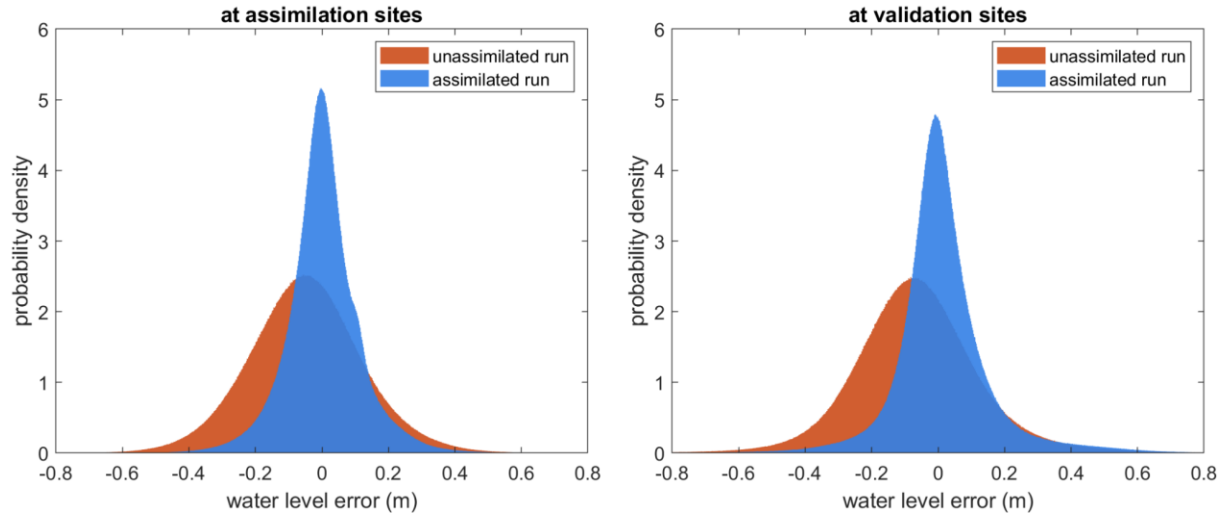 at assimilation sites
6
5
4
3
2
1
0
probability density
unassimilated run
assimilated run
-0.8 -0.6 -0.4 -0.2 0 0.2 0.4 0.6 0.8
water level error (m)
at validation sites
6
5
4
3
2
1
0
probability density
unassimilated run
assimilated run
-0.8 -0.6 -0.4 -0.2 0 0.2 0.4 0.6 0.8
water level error (m)